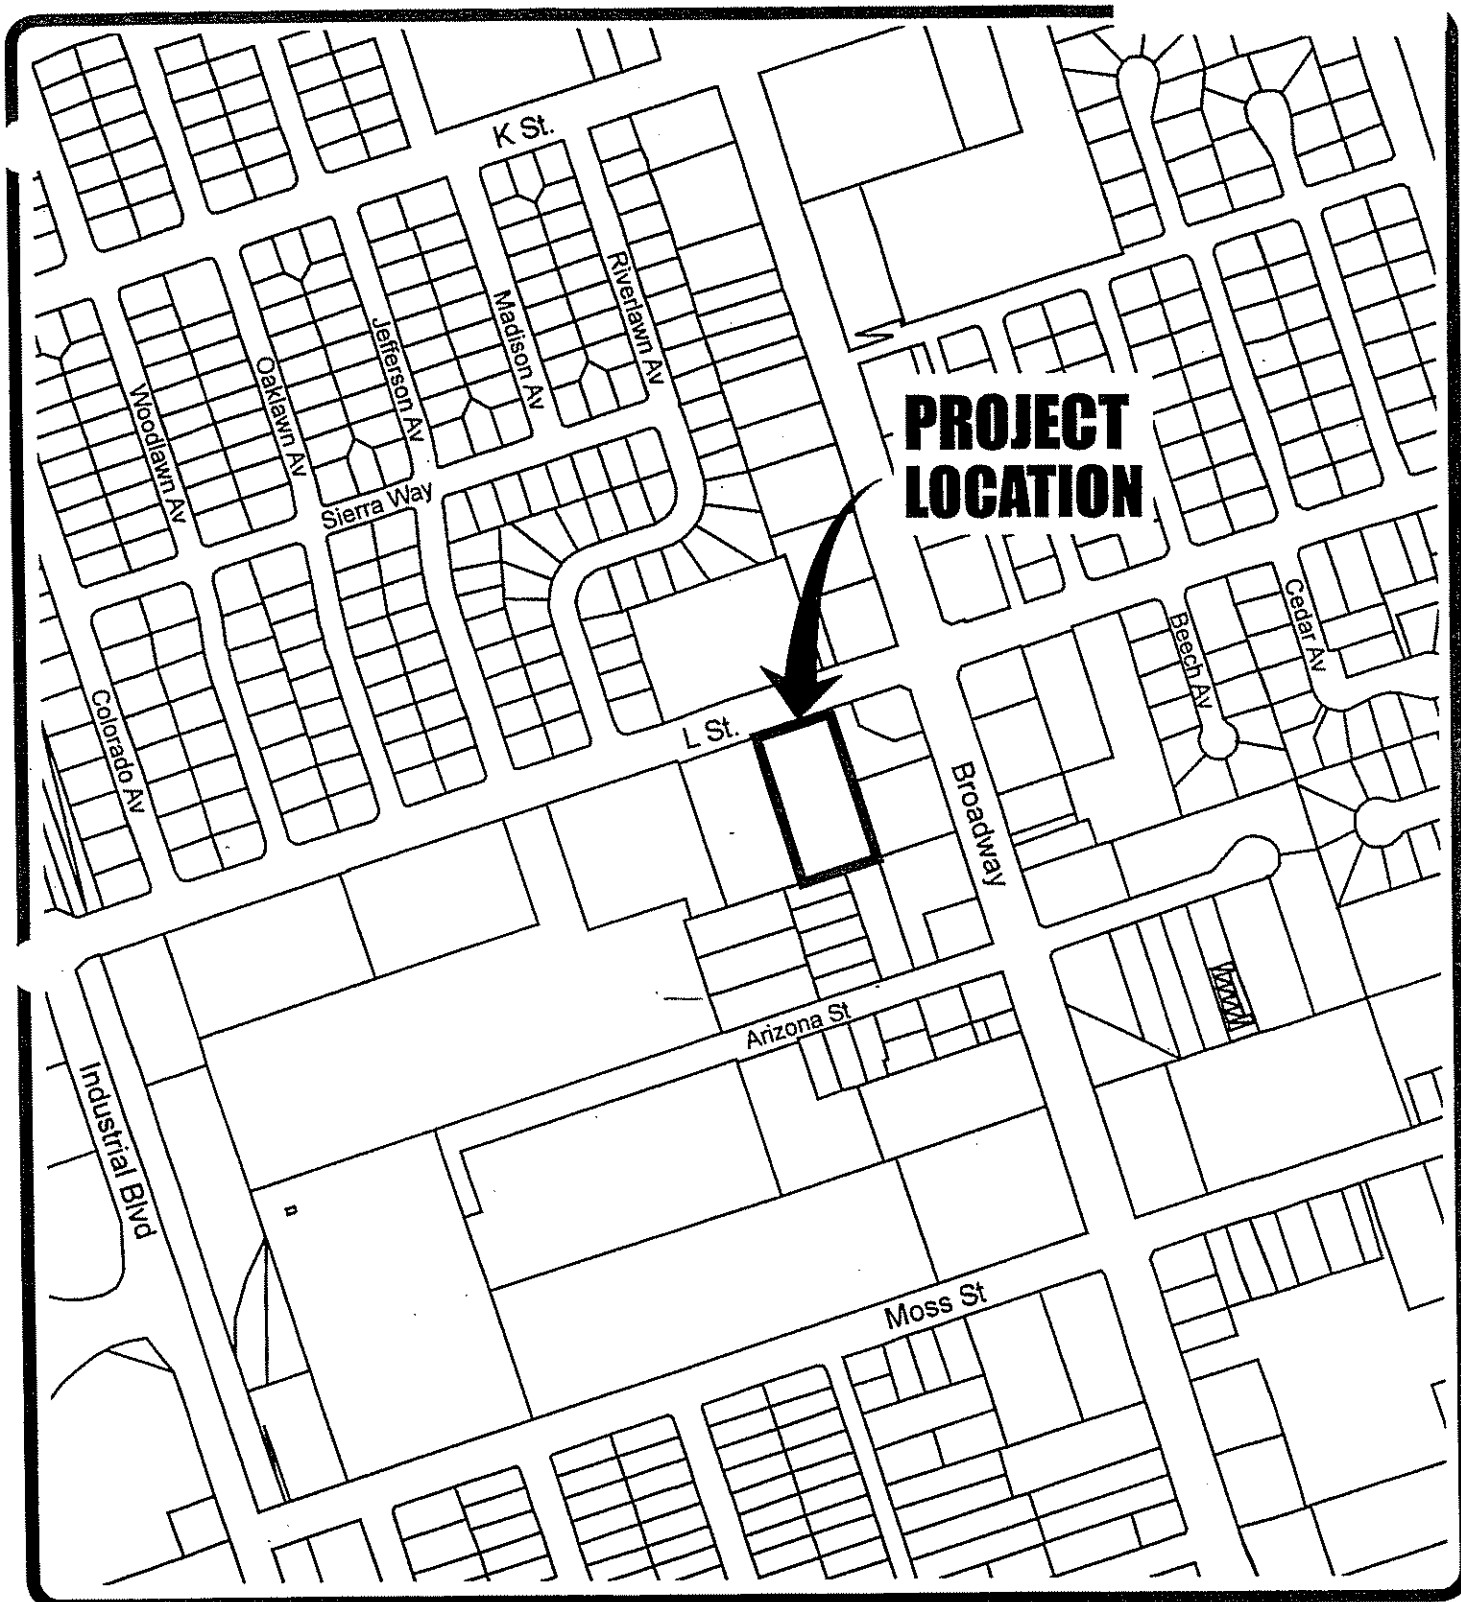 K St.
Riverlawn Av
Madison Av
Jefferson Av
Oaklawn Av
Woodlawn Av
PROJECT
LOCATION
Sierra Way
Cedar Av
Beech Av
Colorado Av
L St.
Broadway
Arizona St
Industrial Blvd
Moss St